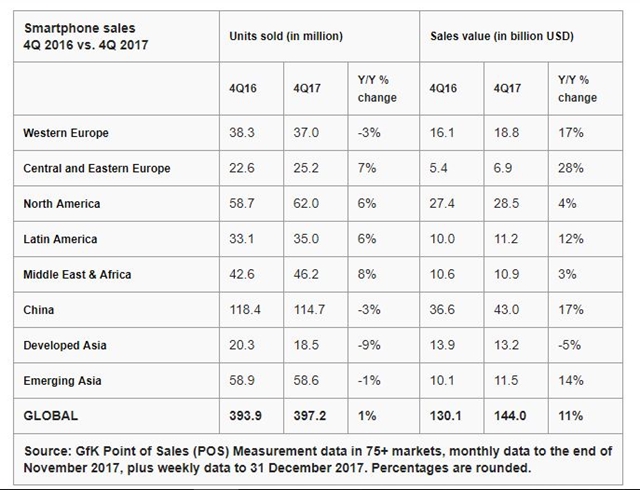 Smartphone sales
4Q 2016 vs. 4Q 2017 Units sold (in million) Sales value (in billion USD)
4Q16 4Q17 Y/Y % change 4Q16 4Q17 Y/Y % change
Western Europe 38.3 37.0 -3% 16.1 18.8 17%
Central and Eastern Europe 22.6 25.2 7% 5.4 6.9 28%
North America 58.7 62.0 6% 27.4 28.5 4%
Latin America 33.1 35.0 6% 10.0 11.2 12%
Middle East & Africa 42.6 46.2 8% 10.6 10.9 3%
China 118.4 114.7 -3% 36.6 43.0 17%
Developed Asia 20.3 18.5 -9% 13.9 13.2 -5%
Emerging Asia 58.9 58.6 -1% 10.1 11.5 14%
GLOBAL 393.9 397.2 1% 130.1 144.0 11%
Source: GfK Point of Sales (POS) Measurement data in 75+ markets, monthly data to the end of
November 2017, plus weekly data to 31 December 2017. Percentages are rounded.